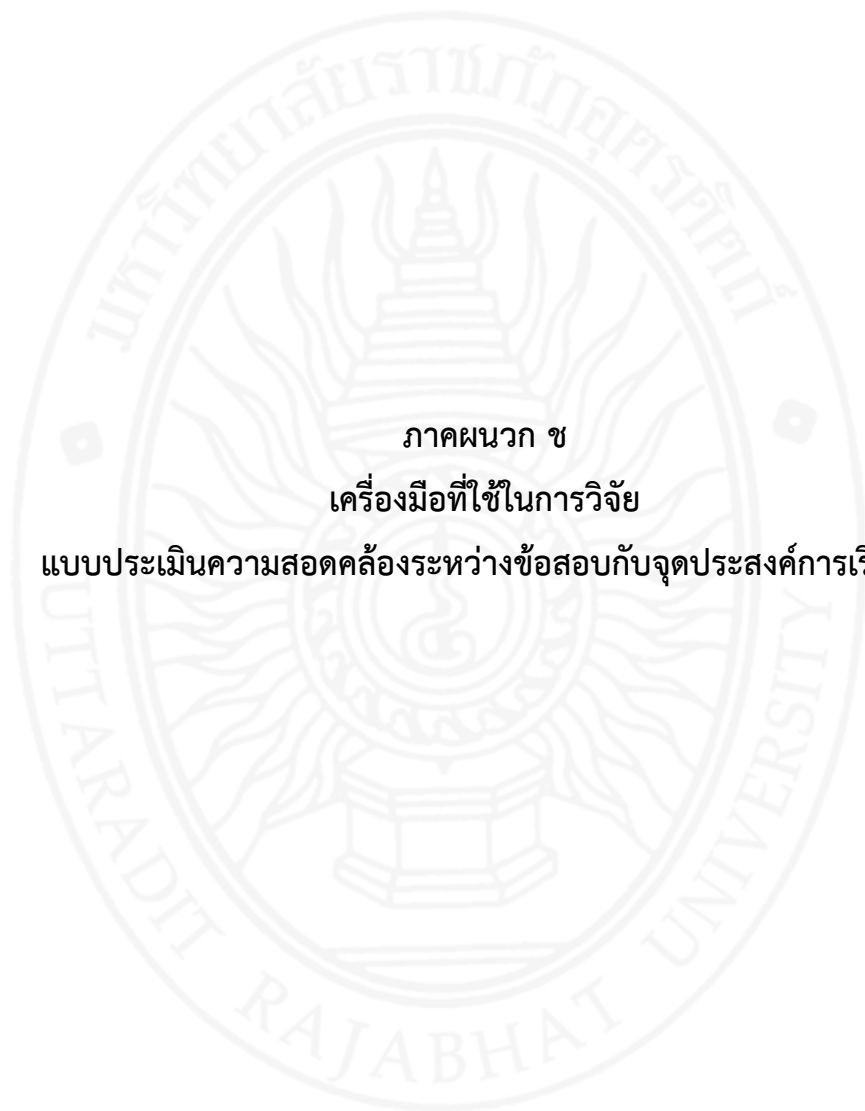 มหาวิทยาลัยราชภัฏอุตรดิตถ์
ภาคผนวก ช
เครื่องมือที่ใช้ในการวิจัย
แบบประเมินความสอดคล้องระหว่างข้อสอบกับจุดประสงค์การเรี
UTTARADIT RAJABHAT UNIVERSITY